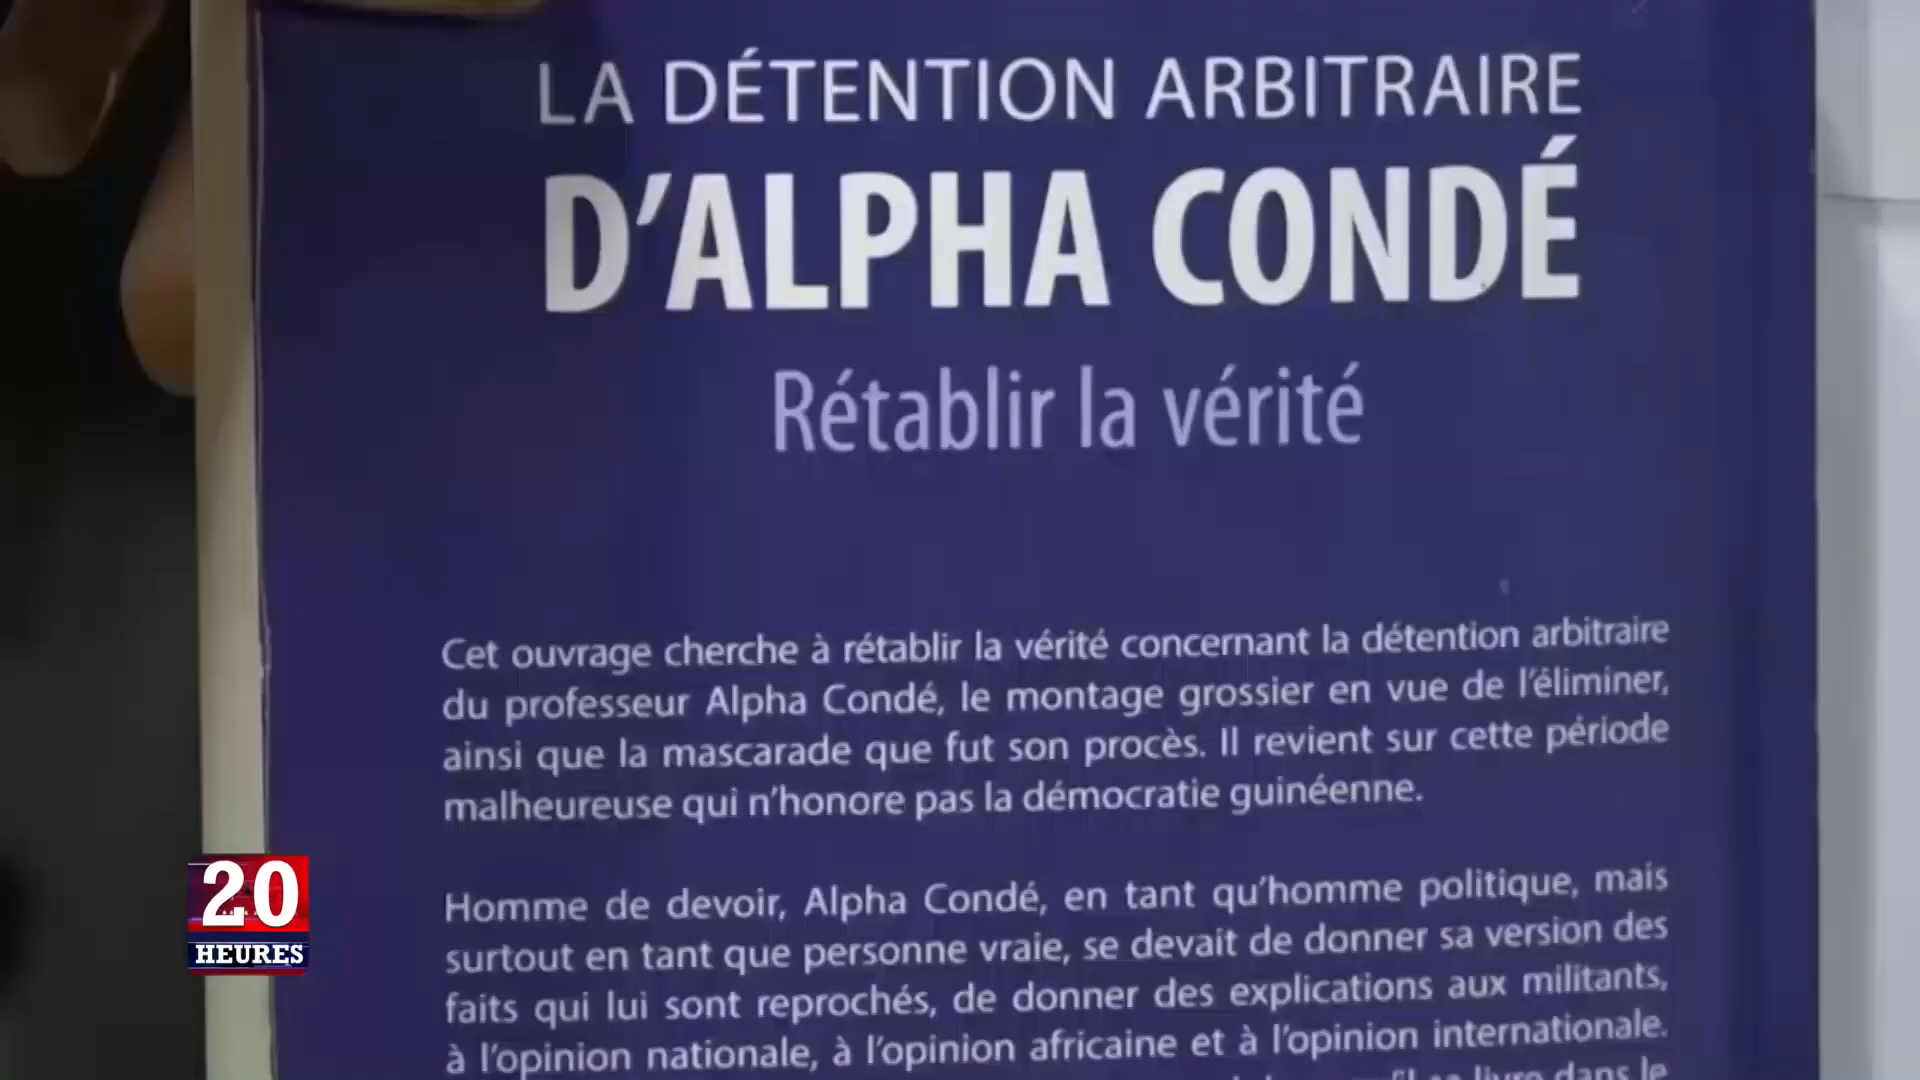 LA DÉTENTION ARBITRAIRE
D'ALPHA CONDÉ
Rétablir la vérité
Cet ouvrage cherche à rétablir la vérité concernant la détention arbitraire
du professeur Alpha Condé, le montage grossier en vue de l'éliminer,
ainsi que la mascarade que fut son procès. Il revient sur cette période
malheureuse qui n'honore pas la démocratie guinéenne.
Homme de devoir, Alpha Condé, en tant qu'homme politique, mais
surtout en tant que personne vraie, se devait de donner sa version des
faits qui lui sont reprochés, de donner des explications aux militants,
à l'opinion nationale, à l'opinion africaine et à l'opinion internationale.
livre dans le
20
HEURES